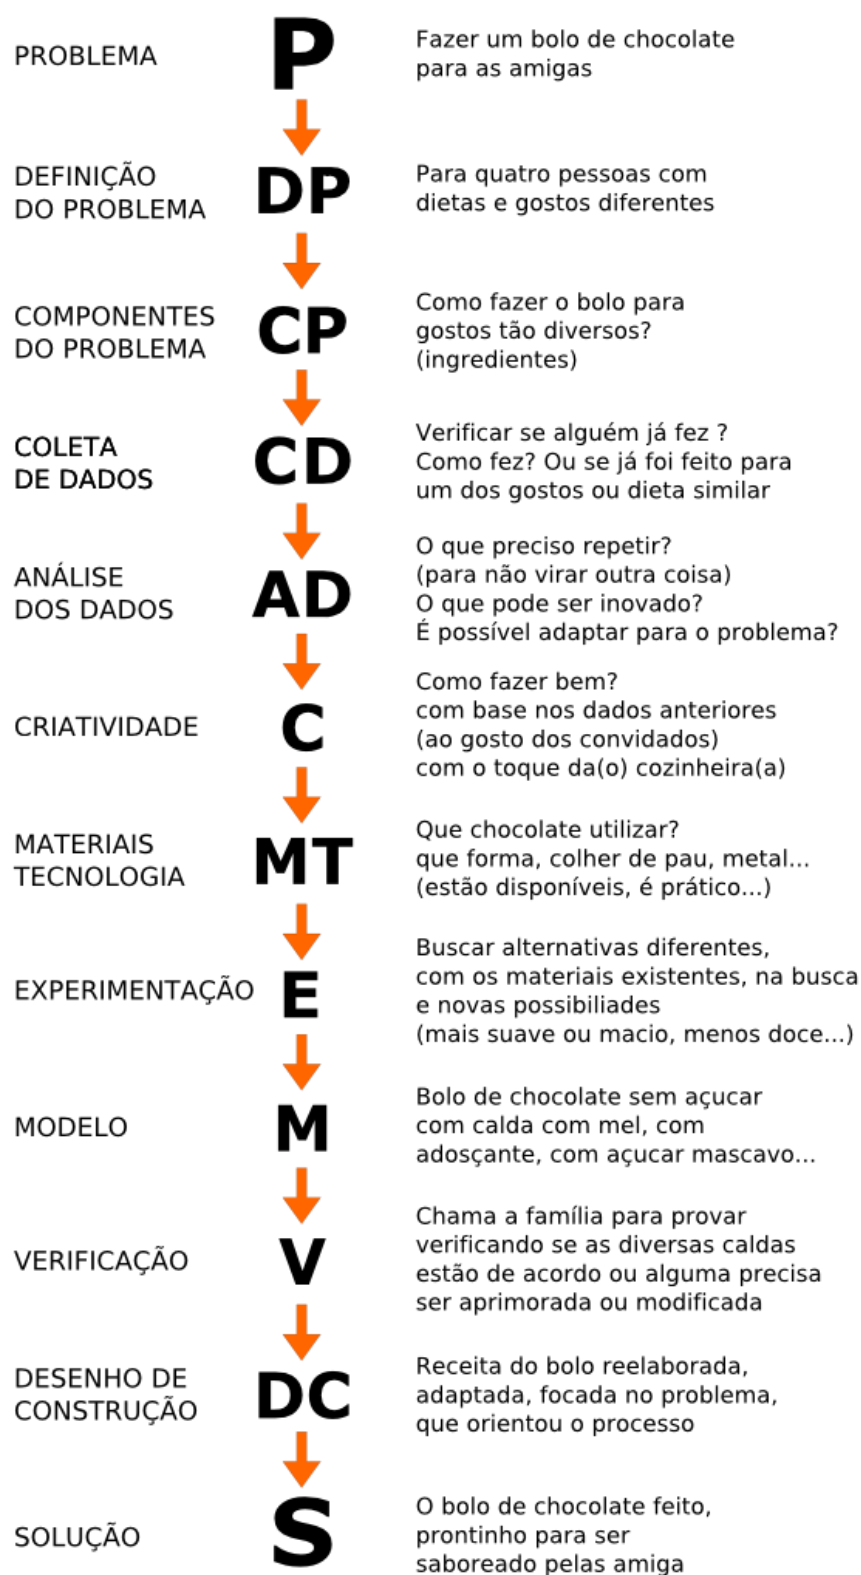 PROBLEMA
P
Fazer um bolo de chocolate
para as amigas
DEFINIÇÃO
DO PROBLEMA
DP
Para quatro pessoas com
dietas e gostos diferentes
COMPONENTES
DO PROBLEMA
CP
Como fazer o bolo para
gostos tão diversos?
(ingredientes)
COLETA
DE DADOS
CD
Verificar se alguém já fez ?
Como fez? Ou se já foi feito para
um dos gostos ou dieta similar
ANÁLISE
DOS DADOS
AD
O que preciso repetir?
(para não virar outra coisa)
O que pode ser inovado?
É possível adaptar para o problema?
CRIATIVIDADE
C
Como fazer bem?
com base nos dados anteriores
(ao gosto dos convidados)
com o toque da(o) cozinheira(a)
MATERIAIS
TECNOLOGIA
MT
Que chocolate utilizar?
que forma, colher de pau, metal...
(estão disponíveis, é prático...)
EXPERIMENTAÇÃO
E
Buscar alternativas diferentes,
com os materiais existentes, na busca
e novas possibiliades
(mais suave ou macio, menos doce...)
MODELO
M
Bolo de chocolate sem açucar
com calda com mel, com
adosçante, com açucar mascavo...
VERIFICAÇÃO
V
Chama a família para provar
verificando se as diversas caldas
estão de acordo ou alguma precisa
ser aprimorada ou modificada
DESENHO DE
CONSTRUÇÃO
DC
Receita do bolo reelaborada,
adaptada, focada no problema,
que orientou o processo
SOLUÇÃO
S
O bolo de chocolate feito,
prontinho para ser
saboreado pelas amiga